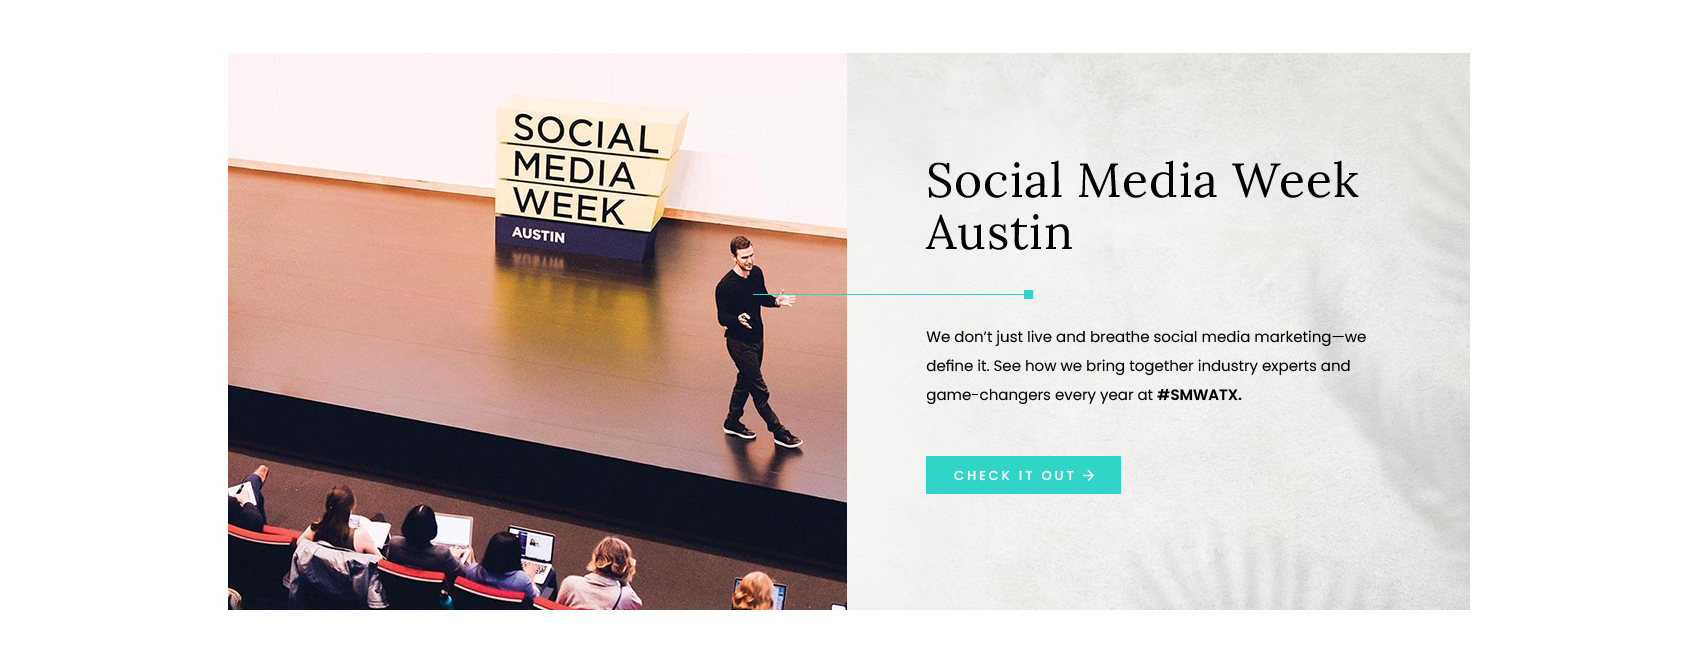 SOCIAL
MEDIA
WEEK
AUSTIN
Social Media Week
Austin
We don’t just live and breathe social media marketing—we
define it. See how we bring together industry experts and
game-changers every year at #SMWATX.
CHECK IT OUT →